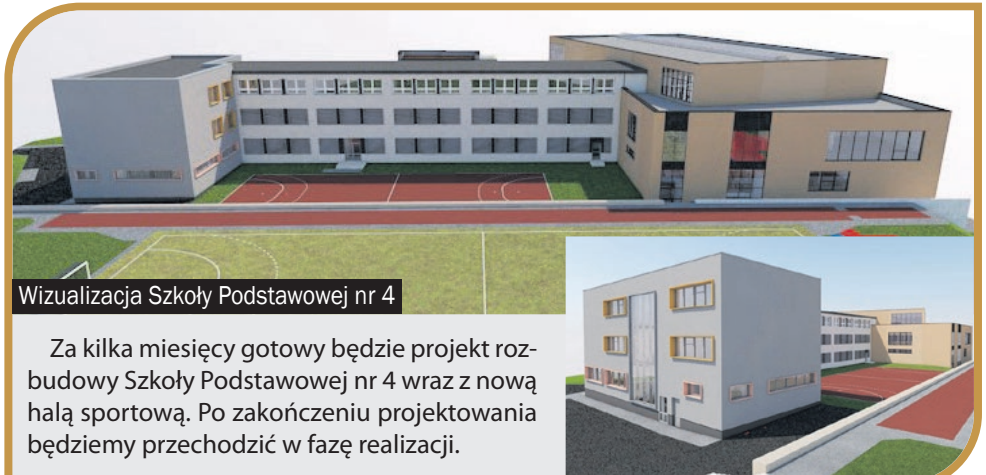 Wizualizacja Szkoły Podstawowej nr 4
Za kilka miesięcy gotowy będzie projekt roz-
budowy Szkoły Podstawowej nr 4 wraz z nową
halą sportową. Po zakończeniu projektowania
będziemy przechodzić w fazę realizacji.